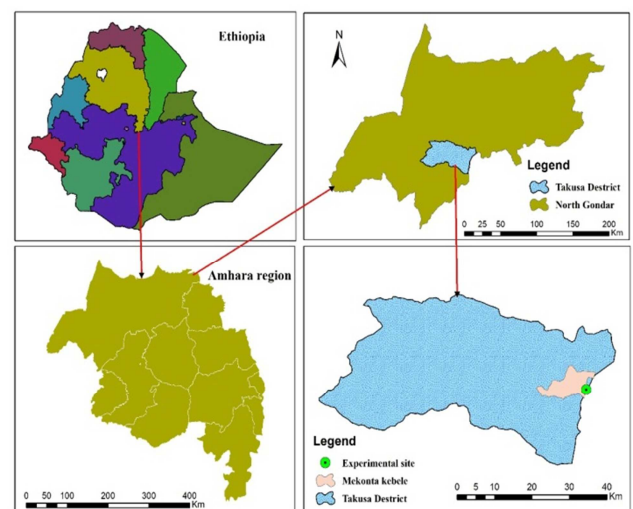 Ethiopia
N
Legend
Takusa Destrict
North Gondar
0 25 50 100 150 200
Km
Amhara region
0 50 100 200 300 400
Km
Legend
Experimental site
Mekonta kebele
Takusa Destrict
0 5 10 20 30 40
Km